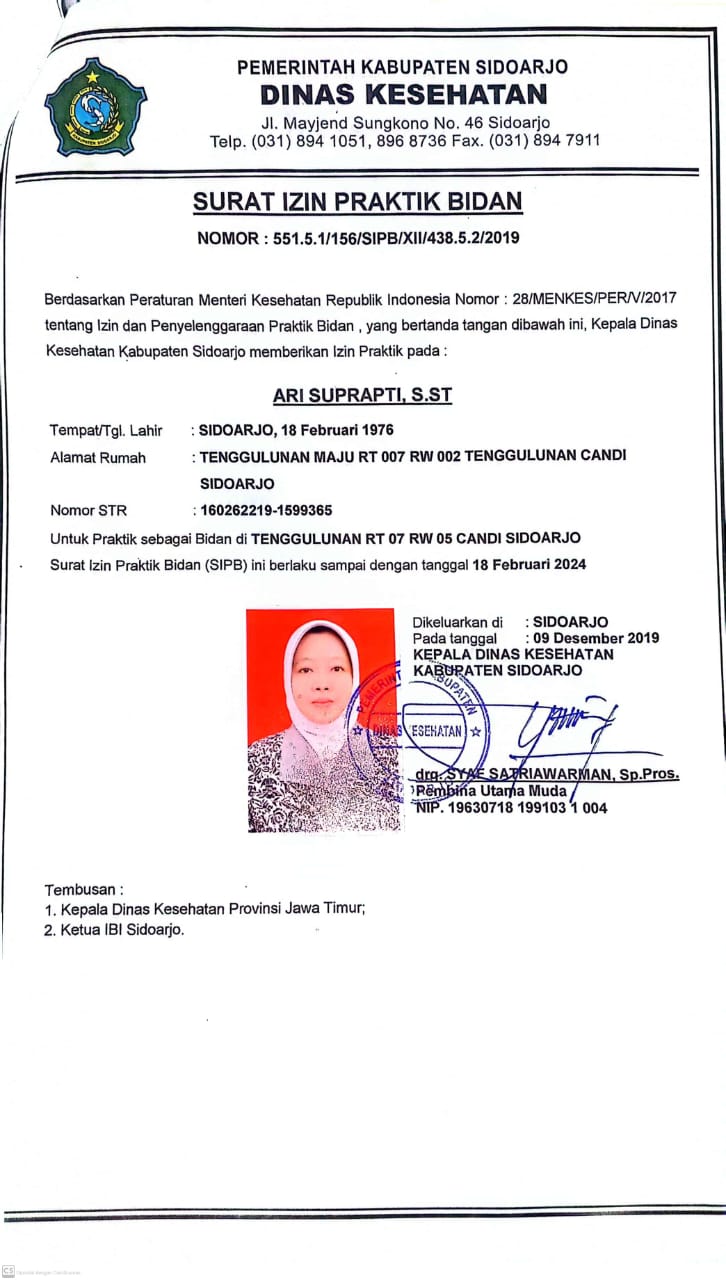 PEMERINTAH KABUPATEN SIDOARJO
DINAS KESEHATAN
Jl. Mayjend Sungkono No. 46 Sidoarjo
Telp. (031) 894 1051, 896 8736 Fax. (031) 894 7911
KABUPATEN SIDOARJO
SURAT IZIN PRAKTIK BIDAN
NOMOR : 551.5.1/156/SIPB/XII/438.5.2/2019
Berdasarkan Peraturan Menteri Kesehatan Republik Indonesia Nomor : 28/MENKES/PER/V/2017
tentang Izin dan Penyelenggaraan Praktik Bidan , yang bertanda tangan dibawah ini, Kepala Dinas
Kesehatan Kabupaten Sidoarjo memberikan Izin Praktik pada :
ARI SUPRAPTI, S.ST
Tempat/Tgl. Lahir : SIDOARJO, 18 Februari 1976
Alamat Rumah : TENGGULUNAN MAJU RT 007 RW 002 TENGGULUNAN CANDI
SIDOARJO
Nomor STR : 160262219-1599365
Untuk Praktik sebagai Bidan di TENGGULUNAN RT 07 RW 05 CANDI SIDOARJO
Surat Izin Praktik Bidan (SIPB) ini berlaku sampai dengan tanggal 18 Februari 2024
Dikeluarkan di : SIDOARJO
Pada tanggal : 09 Desember 2019
KEPALA DINAS KESEHATAN
KABUPATEN SIDOARJO
PEMERINT KABUPATEN
DINAS KESEHATAN
drg. SYAF SATRIAWARMAN, Sp.Pros.
Pembina Utama Muda
NIP. 19630718 199103 1 004
Tembusan :
1. Kepala Dinas Kesehatan Provinsi Jawa Timur;
2. Ketua IBI Sidoarjo.
CS Dipindai dengan CamScanner